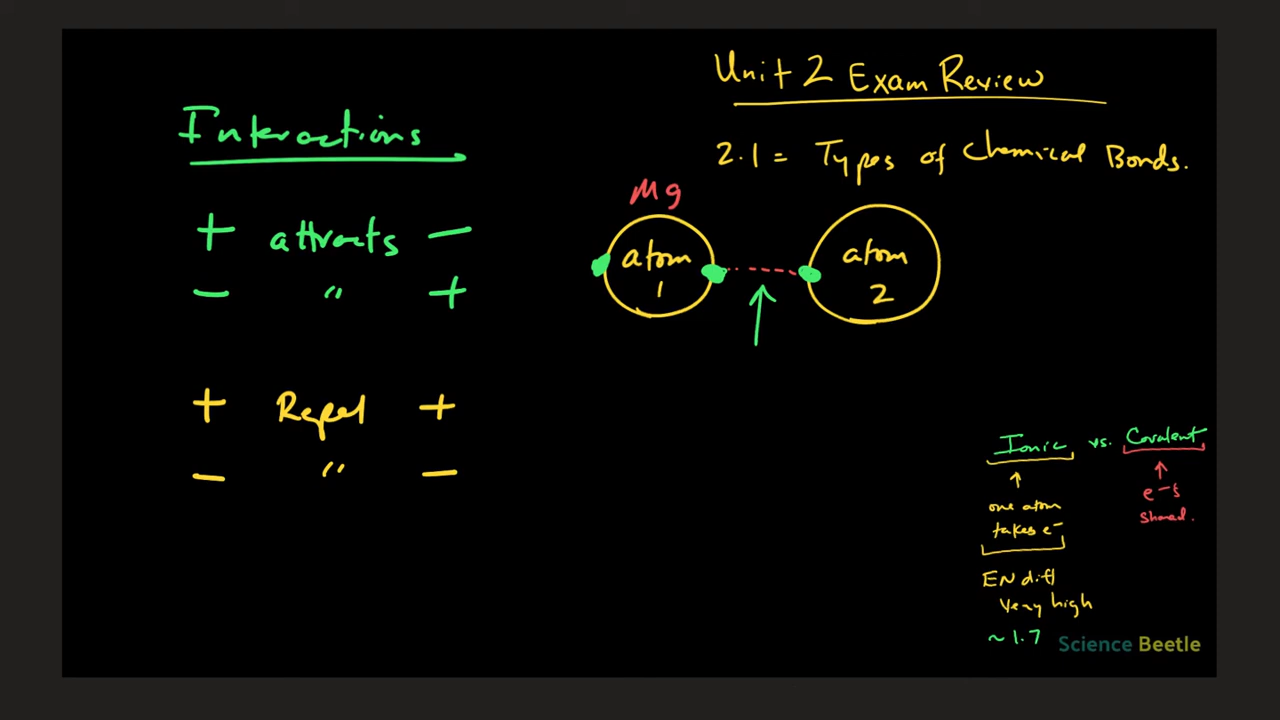 Unit 2 Exam Review
2.1 = Types of Chemical Bonds.
Interactions
+ attracts −
− " +
+ Repel +
− " −
Mg
atom
1
atom
2
Ionic vs. Covalent
one atom
takes e−
EN diff
very high
~1.7
e−s
shared.
Science Beetle